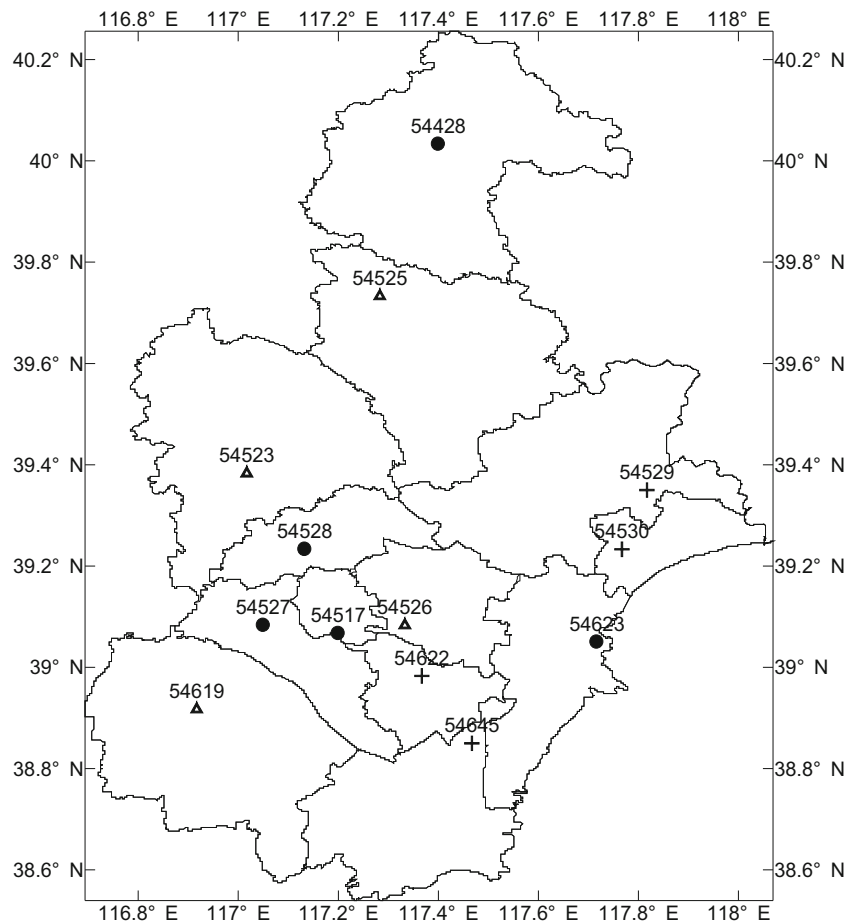 116.8° E 117° E 117.2° E 117.4° E 117.6° E 117.8° E 118° E
40.2° N 40.2° N
54428
40° N 40° N
39.8° N 39.8° N
54525
39.6° N 39.6° N
54523 54529
39.4° N 39.4° N
54528 54530
39.2° N 39.2° N
54527 54517 54526 54623
39° N 39° N
54622
54619
54645
38.8° N 38.8° N
38.6° N 38.6° N
116.8° E 117° E 117.2° E 117.4° E 117.6° E 117.8° E 118° E